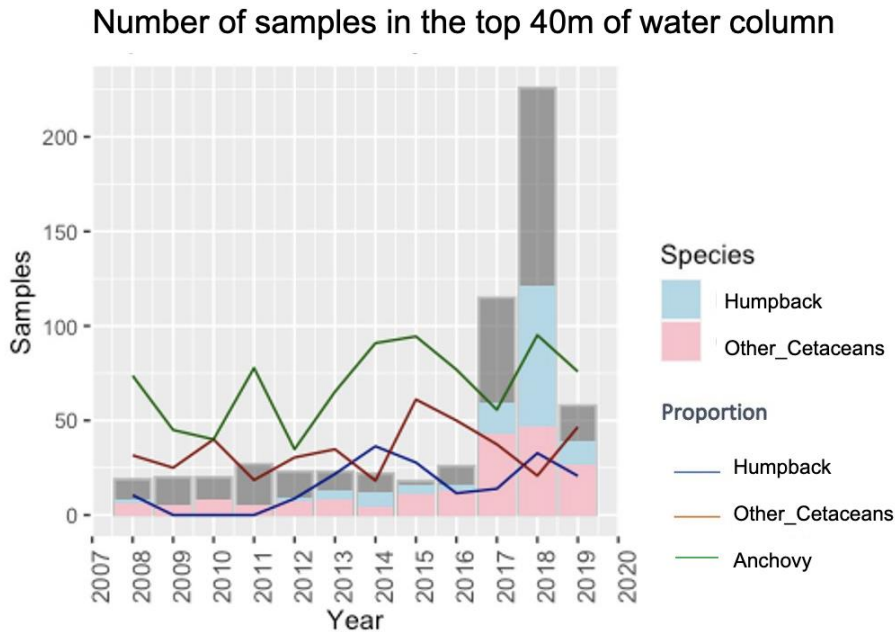 Number of samples in the top 40m of water column
200
150
100
50
0
Samples
2007
2008
2009
2010
2011
2012
2013
2014
2015
2016
2017
2018
2019
2020
Year
Species
Humpback
Other_Cetaceans
Proportion
Humpback
Other_Cetaceans
Anchovy